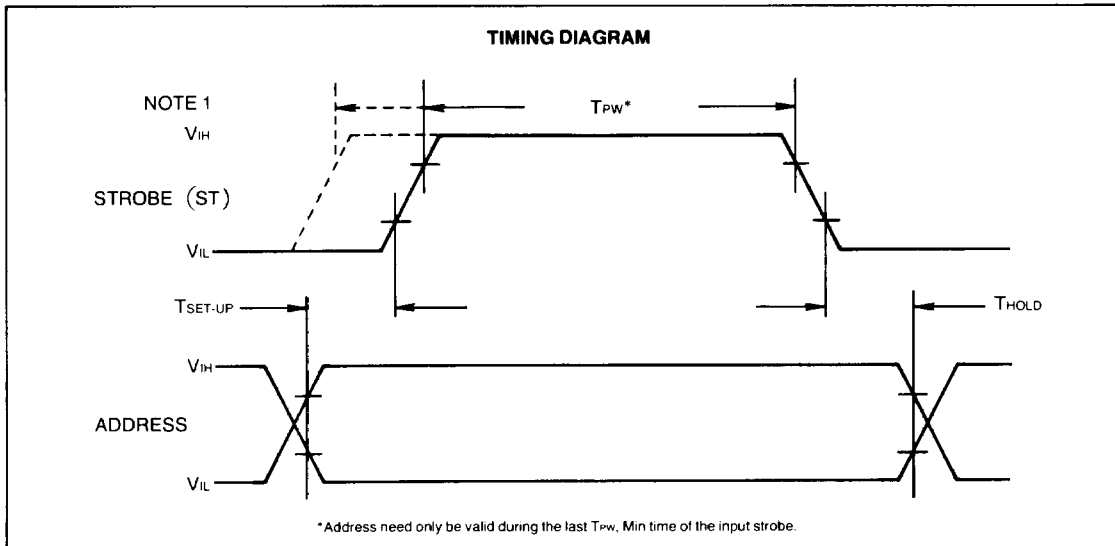 TIMING DIAGRAM
NOTE 1
TPW*
VIH
STROBE (ST)
VIL
TSET-UP
THOLD
VIH
ADDRESS
VIL
*Address need only be valid during the last TPW, Min time of the input strobe.